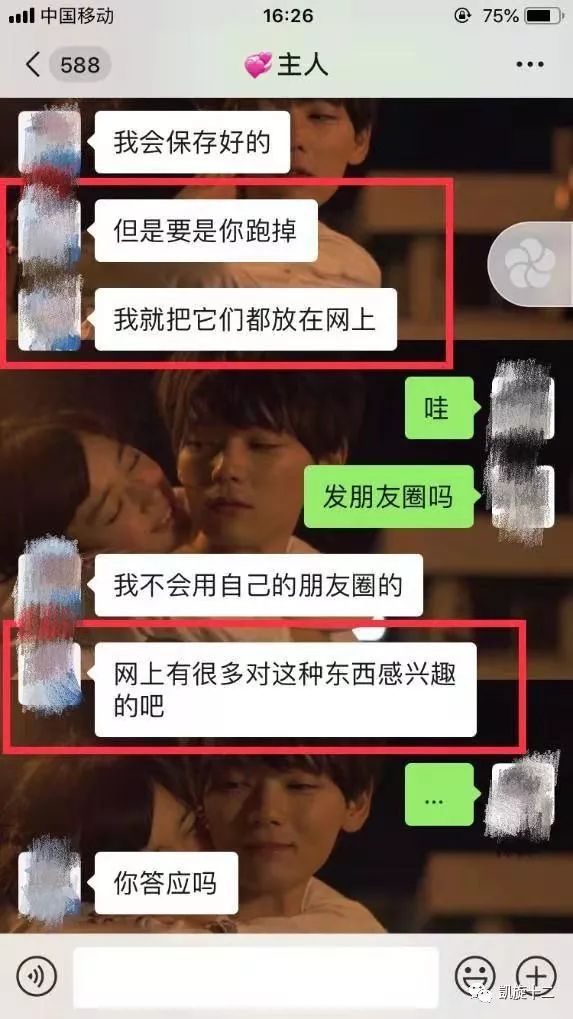 中国移动
16:26
75%
588
💞主人
···
我会保存好的
但是要是你跑掉
我就把它们都放在网上
哇
发朋友圈吗
我不会用自己的朋友圈的
网上有很多对这种东西感兴趣
的吧
...
你答应吗
凱旋十二